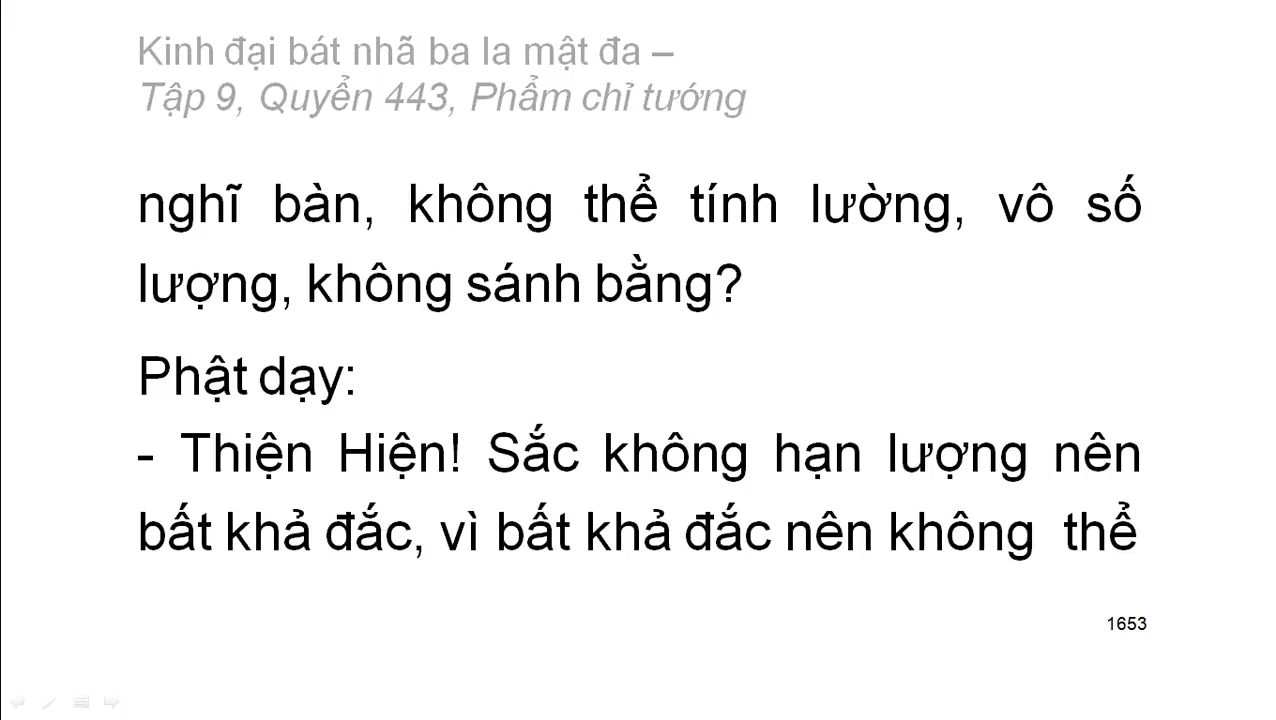 Kinh đại bát nhã ba la mật đa –
Tập 9, Quyển 443, Phẩm chỉ tướng
nghĩ bàn, không thể tính lường, vô số
lượng, không sánh bằng?
Phật dạy:
- Thiện Hiện! Sắc không hạn lượng nên
bất khả đắc, vì bất khả đắc nên không thể
1653